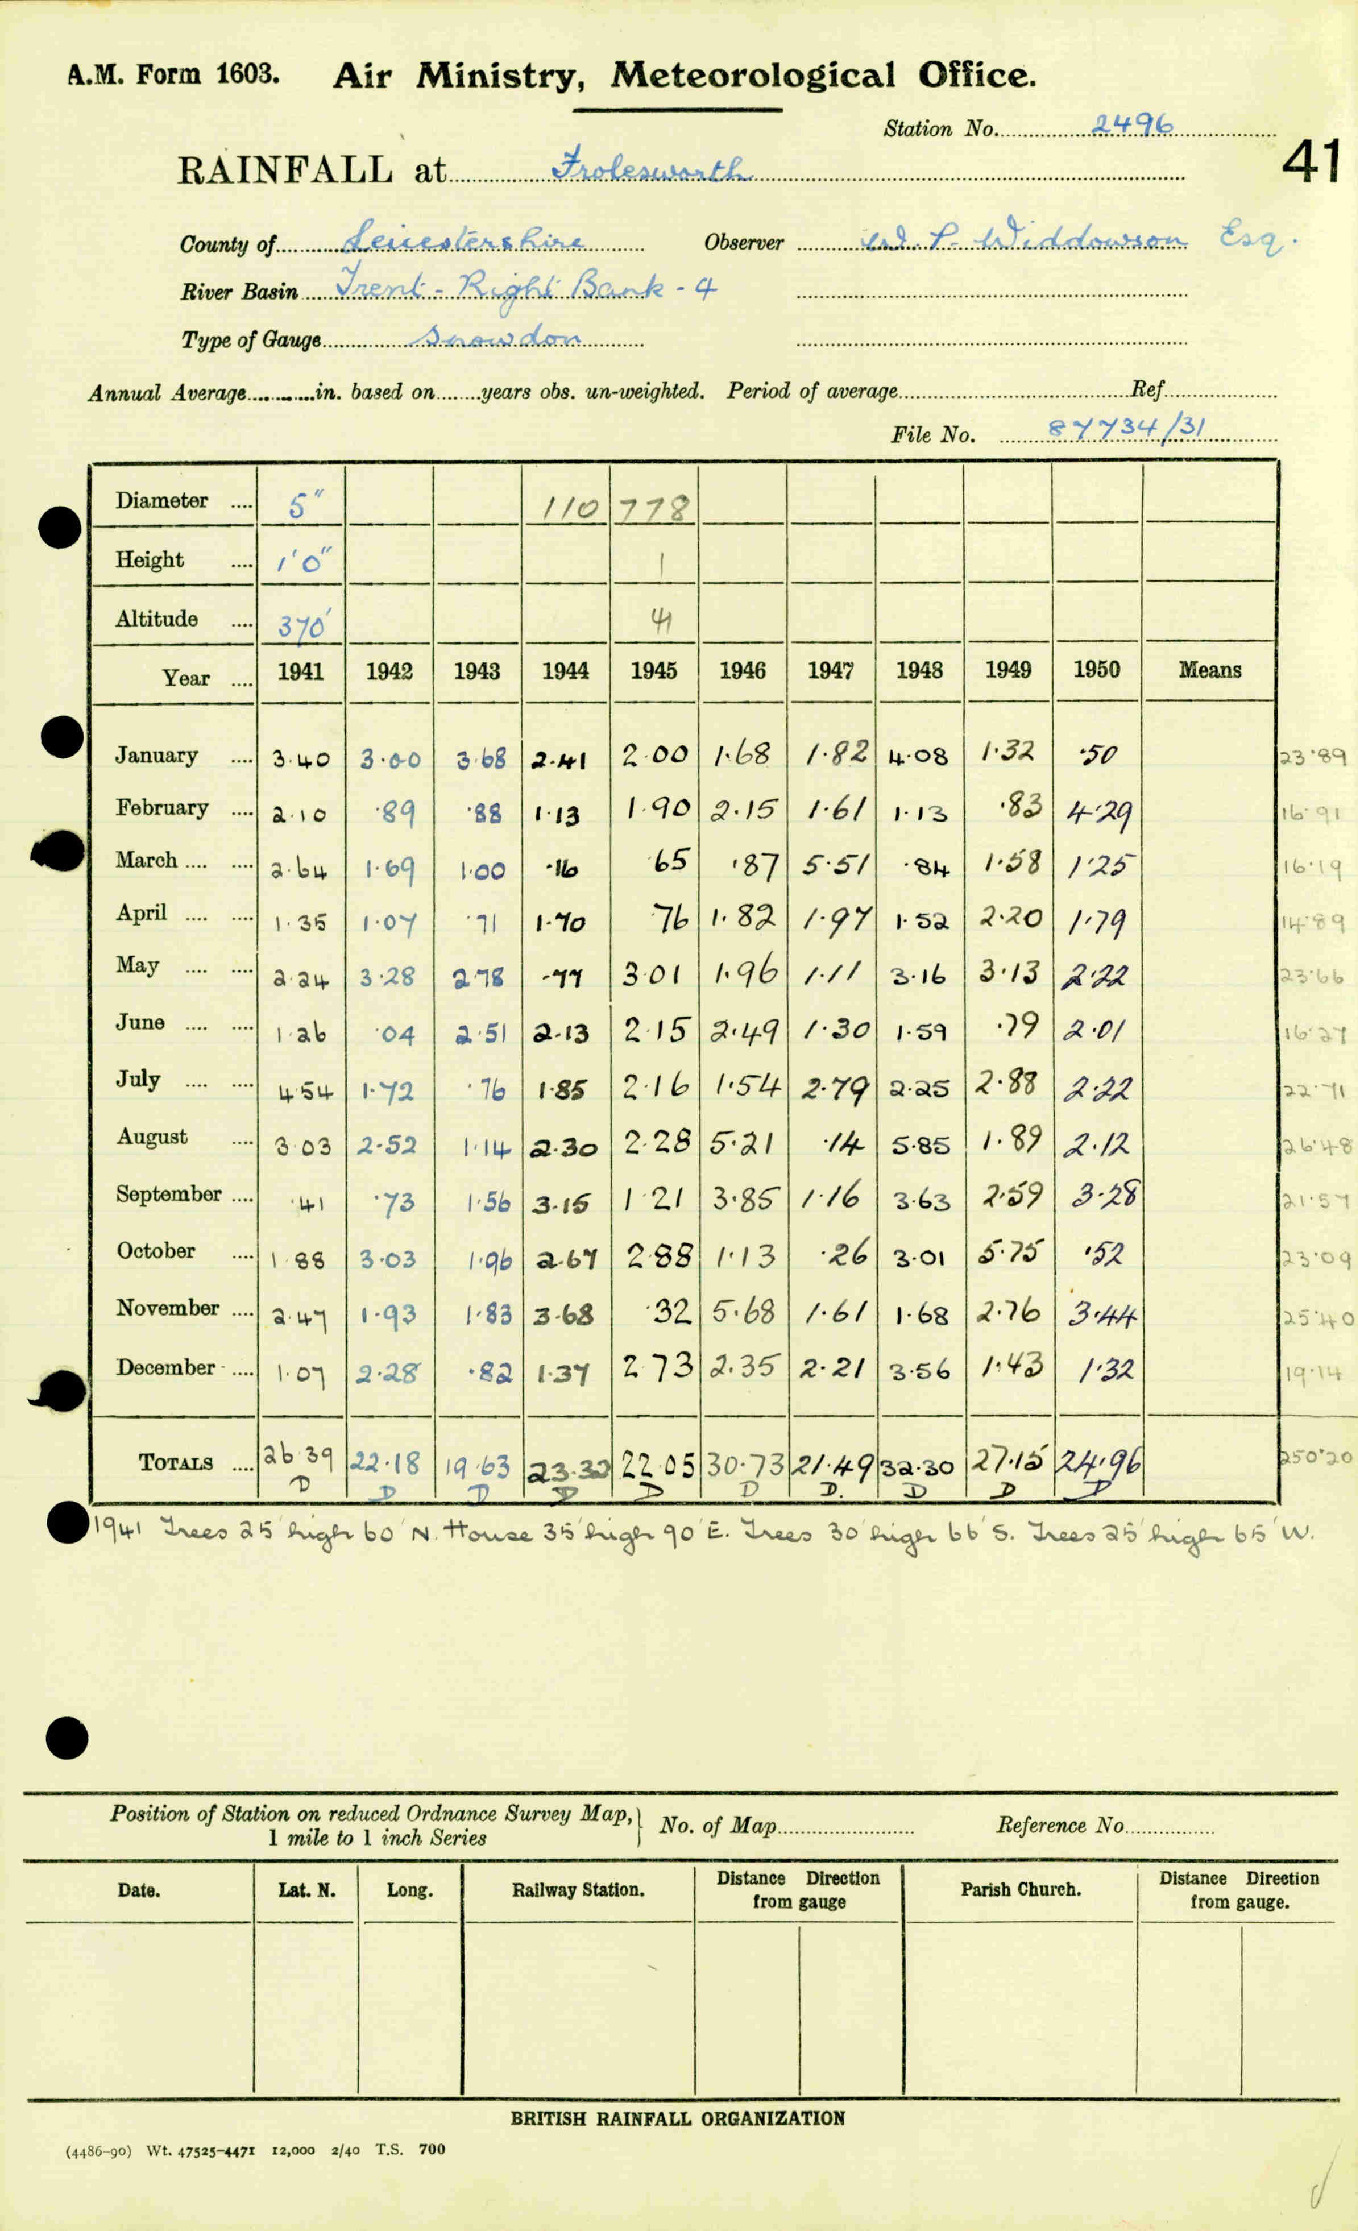 A.M. Form 1603. Air Ministry, Meteorological Office.
Station No. 2496
41
RAINFALL at Frolesworth
County of Leicestershire Observer W. P. Widdowson Esq.
River Basin Trent - Right Bank - 4
Type of Gauge Snowdon
Annual Average in. based on years obs. un-weighted. Period of average Ref.
File No. 87734/31
Diameter 5" 110 778
Height 1'0" 1
Altitude 370' 41
Year 1941 1942 1943 1944 1945 1946 1947 1948 1949 1950 Means
January 3·40 3·00 3·68 2·41 2·00 1·68 1·82 4·08 1·32 ·50 23·89
February 2·10 ·89 ·88 1·13 1·90 2·15 1·61 1·13 ·83 4·29 16·91
March 2·64 1·69 1·00 ·16 ·65 ·87 5·51 ·84 1·58 1·25 16·19
April 1·35 1·07 ·71 1·70 ·76 1·82 1·97 1·52 2·20 1·79 14·89
May 2·24 3·28 2·78 ·77 3·01 1·96 1·11 3·16 3·13 2·22 23·66
June 1·26 ·04 2·51 2·13 2·15 2·49 1·30 1·59 ·79 2·01 16·27
July 4·54 1·72 ·76 1·85 2·16 1·54 2·79 2·25 2·88 2·22 22·71
August 3·03 2·52 1·14 2·30 2·28 5·21 ·14 5·85 1·89 2·12 26·48
September ·41 ·73 1·56 3·15 1·21 3·85 1·16 3·63 2·59 3·28 21·57
October 1·88 3·03 1·96 2·67 2·88 1·13 ·26 3·01 5·75 ·52 23·09
November 2·47 1·93 1·83 3·68 ·32 5·68 1·61 1·68 2·76 3·44 25·40
December 1·07 2·28 ·82 1·37 2·73 2·35 2·21 3·56 1·43 1·32 19·14
TOTALS 26·39 22·18 19·63 23·32 22·05 30·73 21·49 32·30 27·15 24·96 250·20
D D D D D D D. D D D
1941 Trees 25' high 60' N. House 35' high 90' E. Trees 30' high 66' S. Trees 25' high 65' W.
Position of Station on reduced Ordnance Survey Map, No. of Map Reference No.
1 mile to 1 inch Series
Date. Lat. N. Long. Railway Station. Distance Direction from gauge Parish Church. Distance Direction from gauge.
BRITISH RAINFALL ORGANIZATION
(4486-90) Wt. 47525-4471 12,000 2/40 T.S. 700